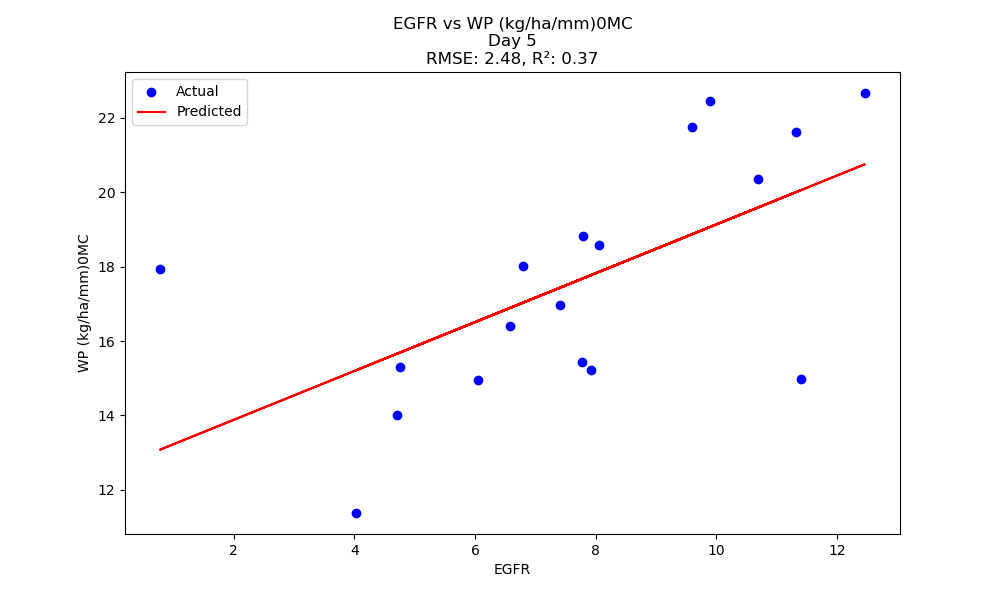 EGFR vs WP (kg/ha/mm)0MC
Day 5
RMSE: 2.48, R²: 0.37
Actual
Predicted
22
20
18
16
14
12
WP (kg/ha/mm)0MC
2 4 6 8 10 12
EGFR